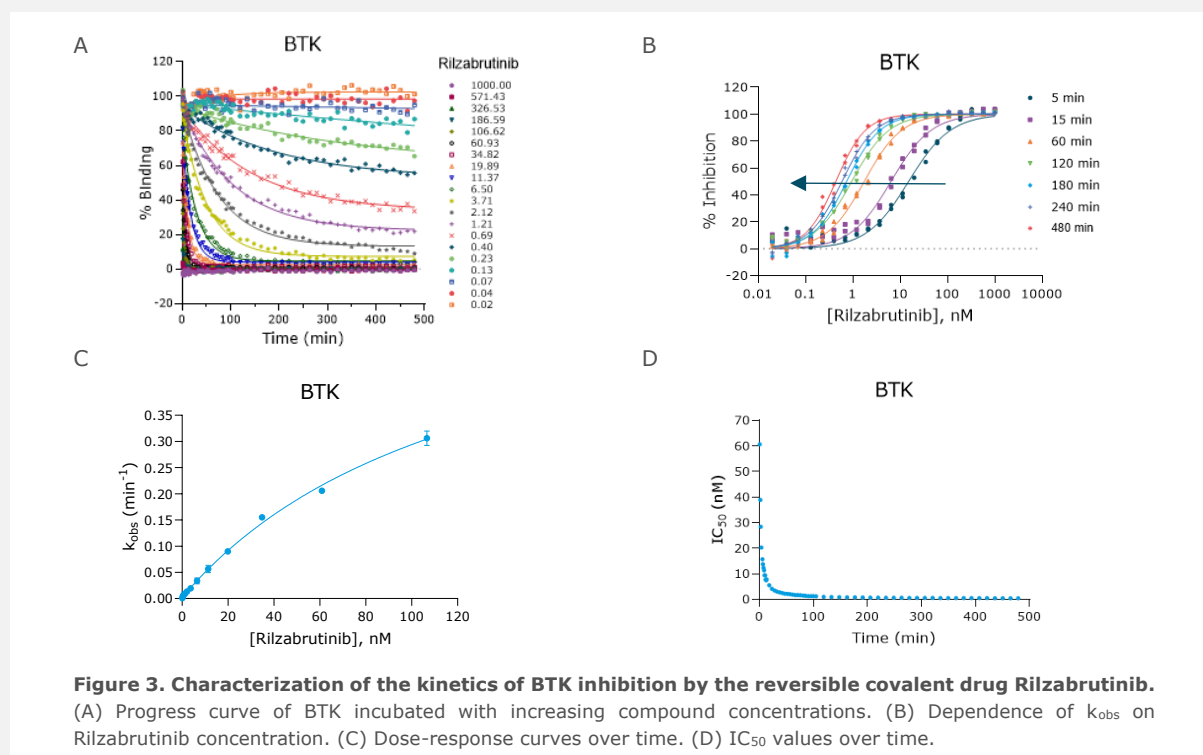 A
BTK
120
100
80
60
40
20
0
-20
% Binding
0 100 200 300 400 500
Time (min)
Rilzabrutinib
1000.00
571.43
326.53
186.59
106.62
60.93
34.82
19.89
11.37
6.50
3.71
2.12
1.21
0.69
0.40
0.23
0.13
0.07
0.04
0.02
B
BTK
120
100
80
60
40
20
0
-20
% Inhibition
0.01 0.1 1 10 100 1000 10000
[Rilzabrutinib], nM
5 min
15 min
60 min
120 min
180 min
240 min
480 min
C
BTK
0.35
0.30
0.25
0.20
0.15
0.10
0.05
0.00
kobs (min⁻¹)
0 20 40 60 80 100 120
[Rilzabrutinib], nM
D
BTK
70
60
50
40
30
20
10
0
IC50 (nM)
0 100 200 300 400 500
Time (min)
Figure 3. Characterization of the kinetics of BTK inhibition by the reversible covalent drug Rilzabrutinib.
(A) Progress curve of BTK incubated with increasing compound concentrations. (B) Dependence of kobs on
Rilzabrutinib concentration. (C) Dose-response curves over time. (D) IC50 values over time.